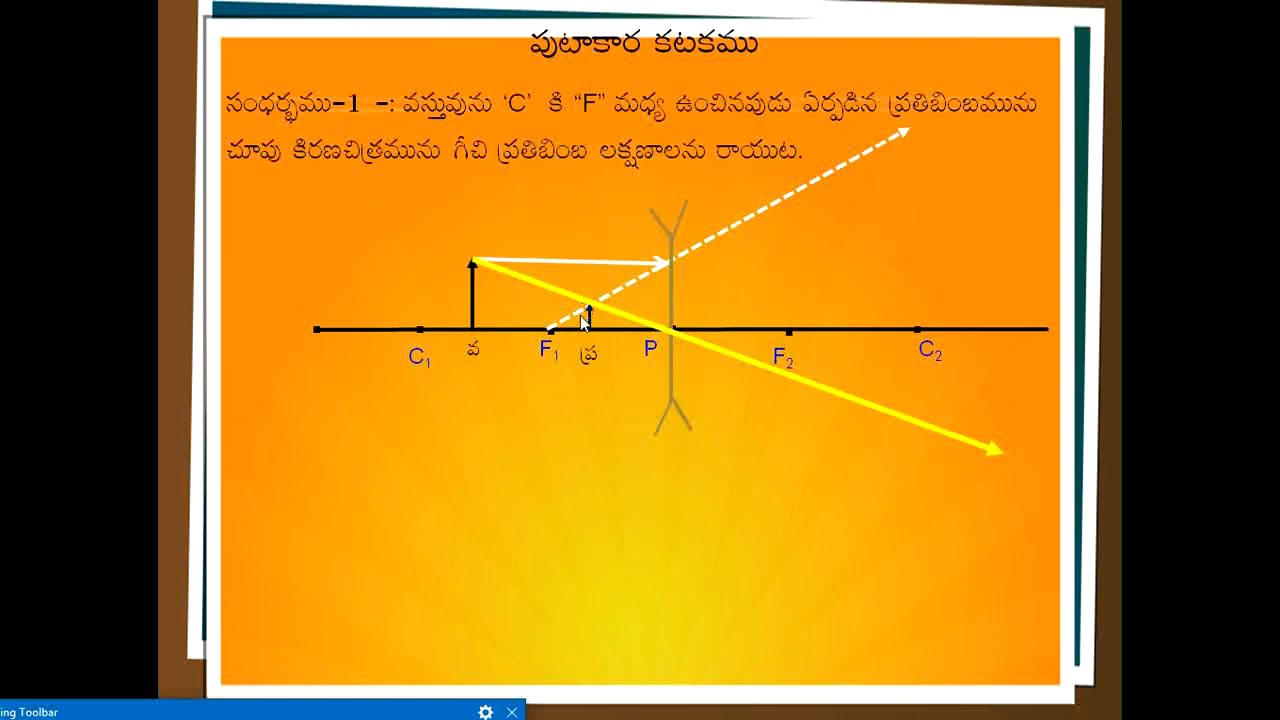 పుటాకార కటకము
సంధర్భము-1 -: వస్తువును ‘C’ కి “F” మధ్య ఉంచినపుడు ఏర్పడిన ప్రతిబింబమును
చూపు కిరణచిత్రమును గీచి ప్రతిబింబ లక్షణాలను రాయుట.
C1 వ F1 ప్ర P F2 C2
ing Toolbar